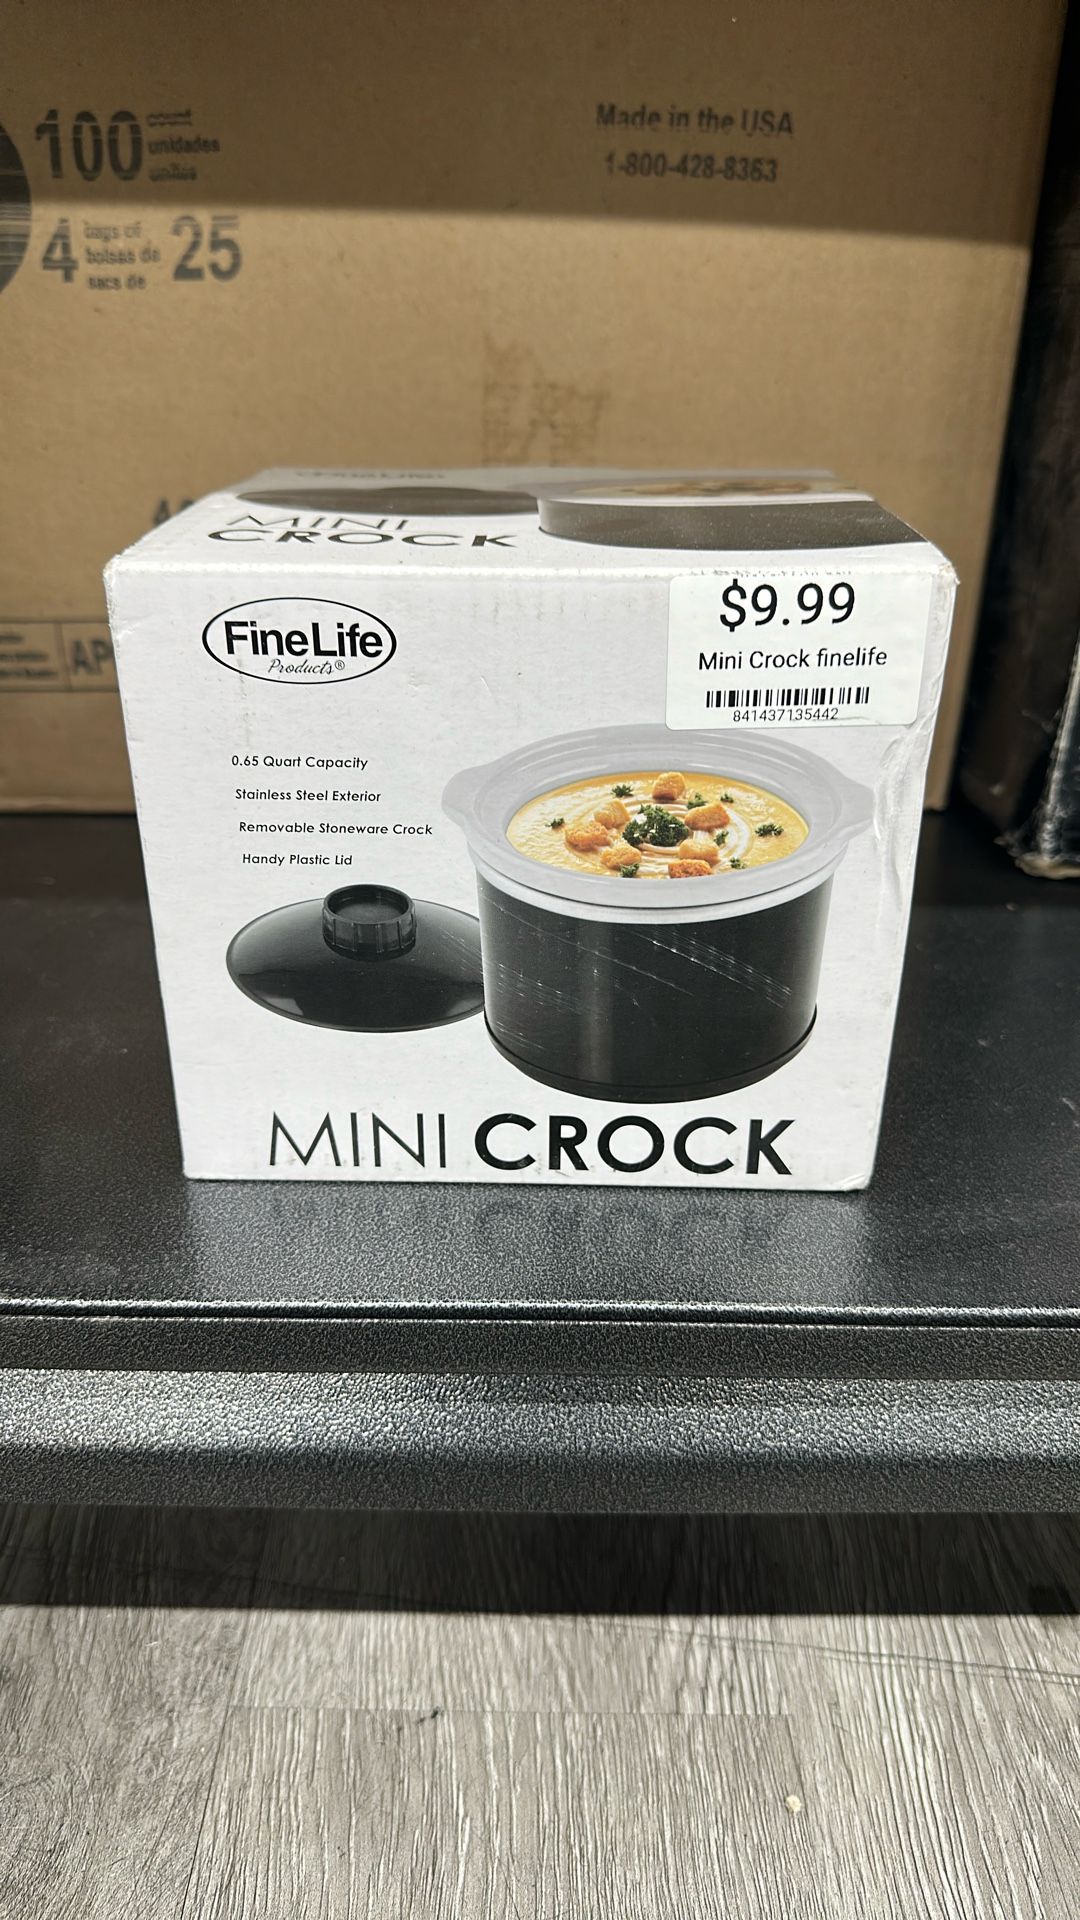 100 count
unidades
unités
4 bags of
bolsas de
sacs de 25
Made in the USA
1-800-428-8363
AP
MINI
CROCK
FineLife
Products®
$9.99
Mini Crock finelife
841437135442
0.65 Quart Capacity
Stainless Steel Exterior
Removable Stoneware Crock
Handy Plastic Lid
MINI CROCK